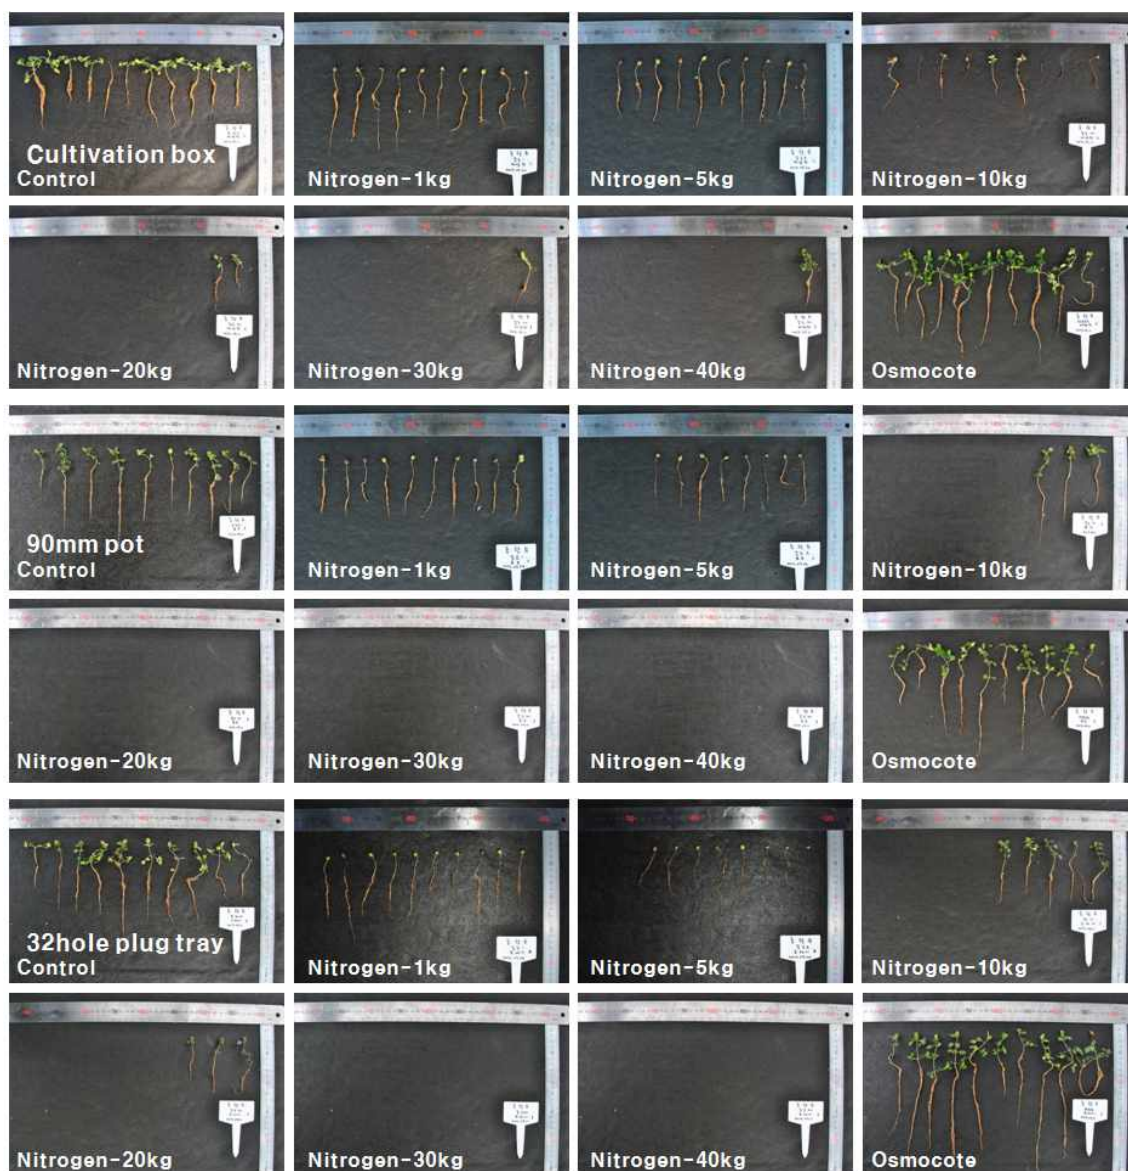 Cultivation box
Control
Nitrogen-1kg
Nitrogen-5kg
Nitrogen-10kg
Nitrogen-20kg
Nitrogen-30kg
Nitrogen-40kg
Osmocote
90mm pot
Control
Nitrogen-1kg
Nitrogen-5kg
Nitrogen-10kg
Nitrogen-20kg
Nitrogen-30kg
Nitrogen-40kg
Osmocote
32hole plug tray
Control
Nitrogen-1kg
Nitrogen-5kg
Nitrogen-10kg
Nitrogen-20kg
Nitrogen-30kg
Nitrogen-40kg
Osmocote